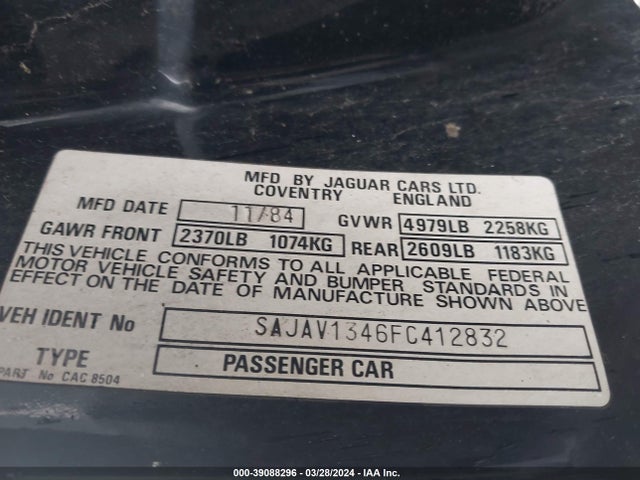 MFD BY JAGUAR CARS LTD.
COVENTRY ENGLAND
MFD DATE 11/84 GVWR 4979LB 2258KG
GAWR FRONT 2370LB 1074KG REAR 2609LB 1183KG
THIS VEHICLE CONFORMS TO ALL APPLICABLE FEDERAL
MOTOR VEHICLE SAFETY AND BUMPER STANDARDS IN
EFFECT ON THE DATE OF MANUFACTURE SHOWN ABOVE
VEH IDENT No SAJAV1346FC412832
TYPE PASSENGER CAR
PART No CAC 8504
000-39088296 - 03/28/2024 - IAA Inc.